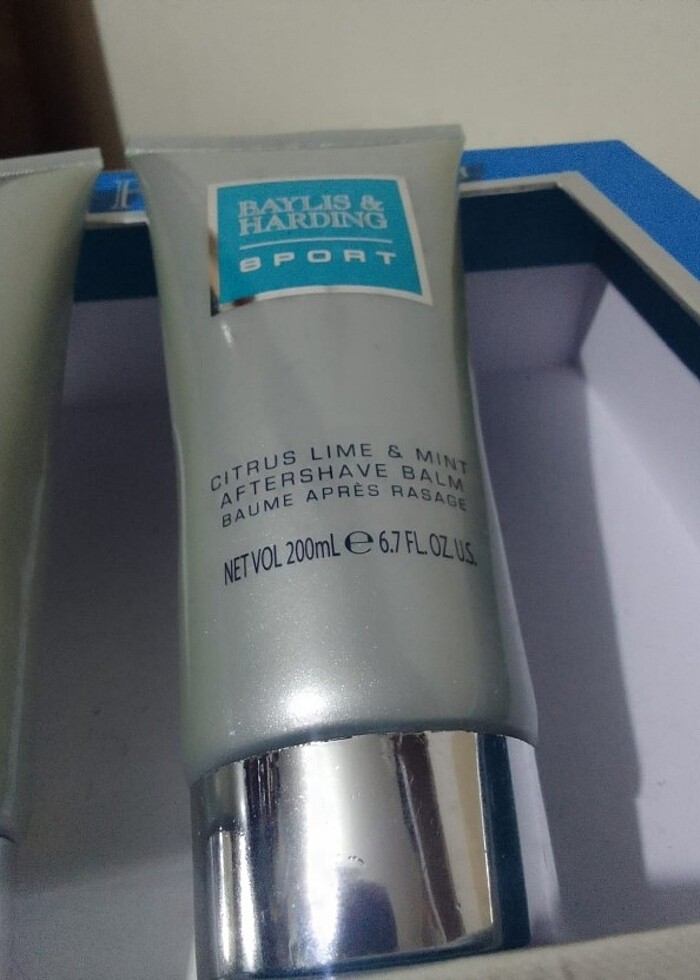 BAYLIS &
HARDING
SPORT
CITRUS LIME & MINT
AFTERSHAVE BALM
BAUME APRÈS RASAGE
NET VOL 200mL ℮ 6.7 FL. OZ. U.S.